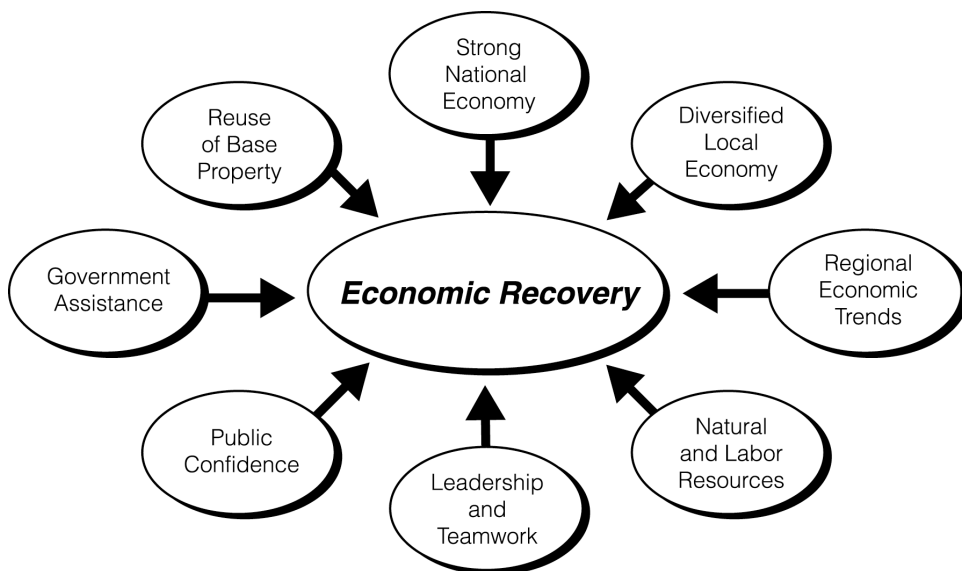 Strong
National
Economy
Reuse
of Base
Property
Diversified
Local
Economy
Government
Assistance
Economic Recovery
Regional
Economic
Trends
Public
Confidence
Leadership
and
Teamwork
Natural
and Labor
Resources